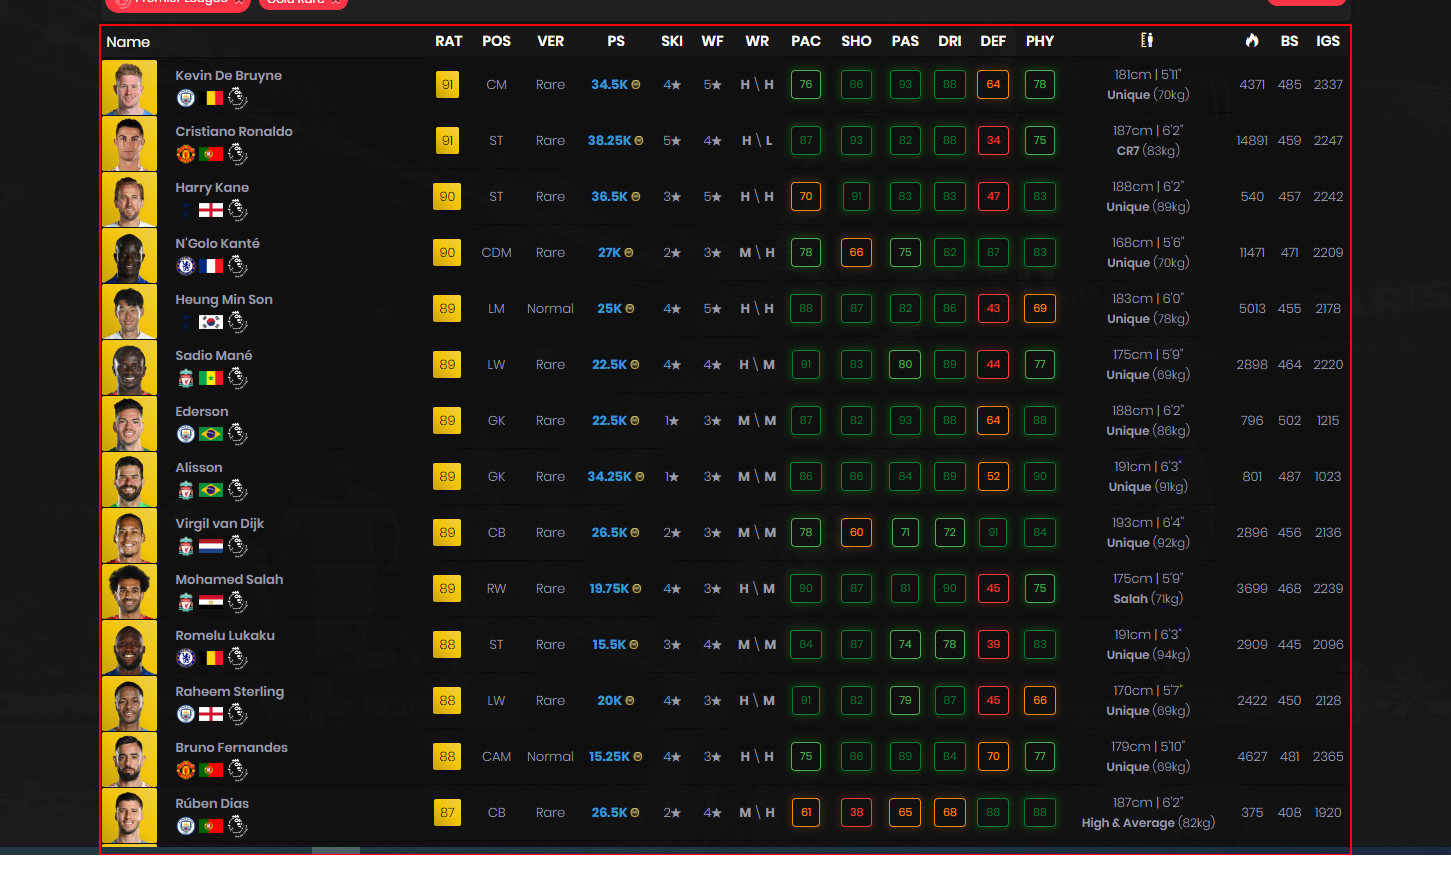 Premier League Gold Rare
Name RAT POS VER PS SKI WF WR PAC SHO PAS DRI DEF PHY BS IGS
Kevin De Bruyne 91 CM Rare 34.5K 4★ 5★ H \ H 76 86 93 88 64 78 181cm | 5'11" 4371 485 2337
Unique (70kg)
Cristiano Ronaldo 91 ST Rare 38.25K 5★ 4★ H \ L 87 93 82 88 34 75 187cm | 6'2" 14891 459 2247
CR7 (83kg)
Harry Kane 90 ST Rare 36.5K 3★ 5★ H \ H 70 91 83 83 47 83 188cm | 6'2" 540 457 2242
Unique (89kg)
N'Golo Kanté 90 CDM Rare 27K 2★ 3★ M \ H 78 66 75 82 87 83 168cm | 5'6" 11471 471 2209
Unique (70kg)
Heung Min Son 89 LM Normal 25K 4★ 5★ H \ H 88 87 82 86 43 69 183cm | 6'0" 5013 455 2178
Unique (78kg)
Sadio Mané 89 LW Rare 22.5K 4★ 4★ H \ M 91 83 80 89 44 77 175cm | 5'9" 2898 464 2220
Unique (69kg)
Ederson 89 GK Rare 22.5K 1★ 3★ M \ M 87 82 93 88 64 88 188cm | 6'2" 796 502 1215
Unique (86kg)
Alisson 89 GK Rare 34.25K 1★ 3★ M \ M 86 86 84 89 52 90 191cm | 6'3" 801 487 1023
Unique (91kg)
Virgil van Dijk 89 CB Rare 26.5K 2★ 3★ M \ M 78 60 71 72 91 84 193cm | 6'4" 2896 456 2136
Unique (92kg)
Mohamed Salah 89 RW Rare 19.75K 4★ 3★ H \ M 90 87 81 90 45 75 175cm | 5'9" 3699 468 2239
Salah (71kg)
Romelu Lukaku 88 ST Rare 15.5K 3★ 4★ M \ M 84 87 74 78 39 83 191cm | 6'3" 2909 445 2096
Unique (94kg)
Raheem Sterling 88 LW Rare 20K 4★ 3★ H \ M 91 82 79 87 45 66 170cm | 5'7" 2422 450 2128
Unique (69kg)
Bruno Fernandes 88 CAM Normal 15.25K 4★ 3★ H \ H 75 86 89 84 70 77 179cm | 5'10" 4627 481 2365
Unique (69kg)
Rúben Dias 87 CB Rare 26.5K 2★ 4★ M \ H 61 38 65 68 88 88 187cm | 6'2" 375 408 1920
High & Average (82kg)